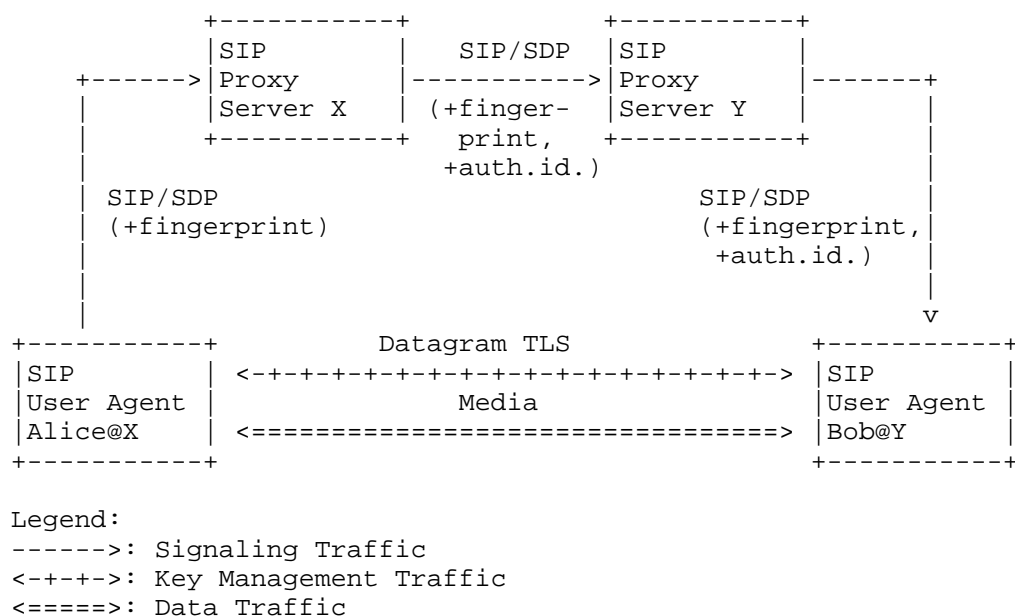 +-----------+ +-----------+
|SIP | SIP/SDP |SIP |
+------>|Proxy |----------->|Proxy |-------+
| |Server X | (+finger- |Server Y | |
| +-----------+ print, +-----------+ |
| +auth.id.) |
| SIP/SDP SIP/SDP |
| (+fingerprint) (+fingerprint,|
| +auth.id.) |
| |
| v
+-----------+ Datagram TLS +-----------+
|SIP | <-+-+-+-+-+-+-+-+-+-+-+-+-+-+-+-+-> |SIP |
|User Agent | Media |User Agent |
|Alice@X | <=================================> |Bob@Y |
+-----------+ +-----------+
Legend:
------>: Signaling Traffic
<-+-+->: Key Management Traffic
<=====>: Data Traffic